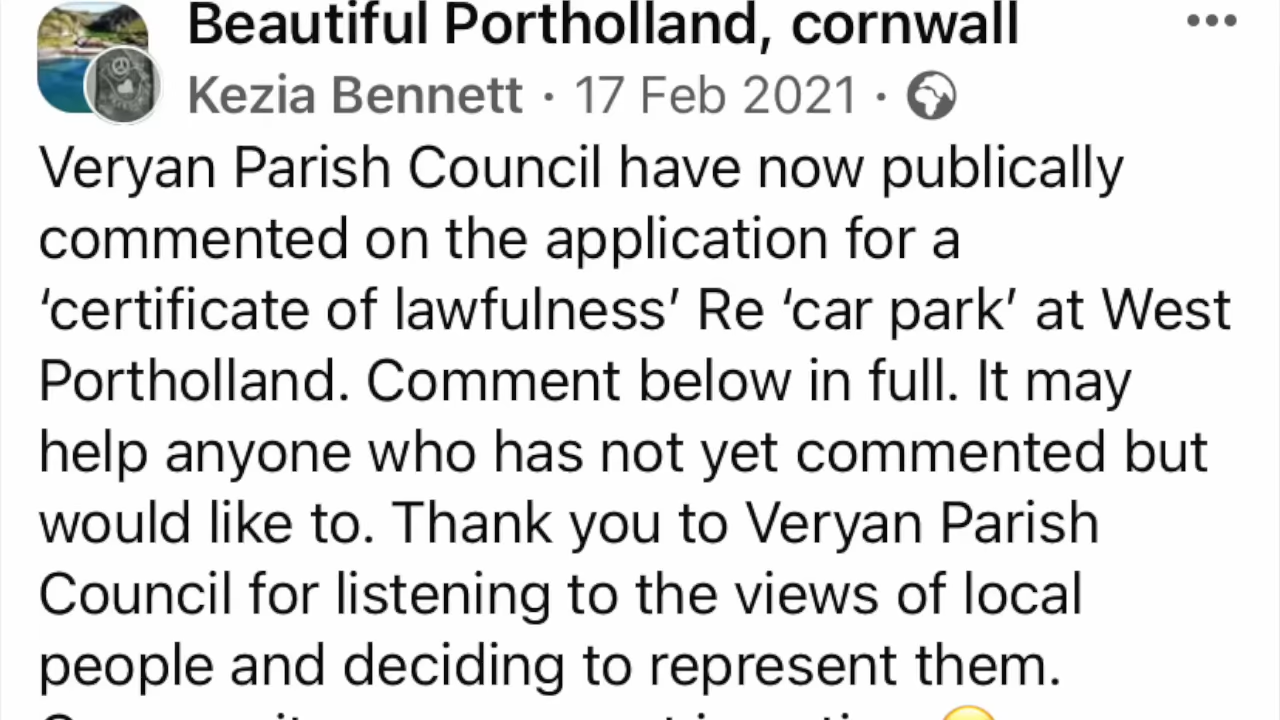 Beautiful Portholland, cornwall
Kezia Bennett · 17 Feb 2021 ·
Veryan Parish Council have now publically
commented on the application for a
‘certificate of lawfulness’ Re ‘car park’ at West
Portholland. Comment below in full. It may
help anyone who has not yet commented but
would like to. Thank you to Veryan Parish
Council for listening to the views of local
people and deciding to represent them.